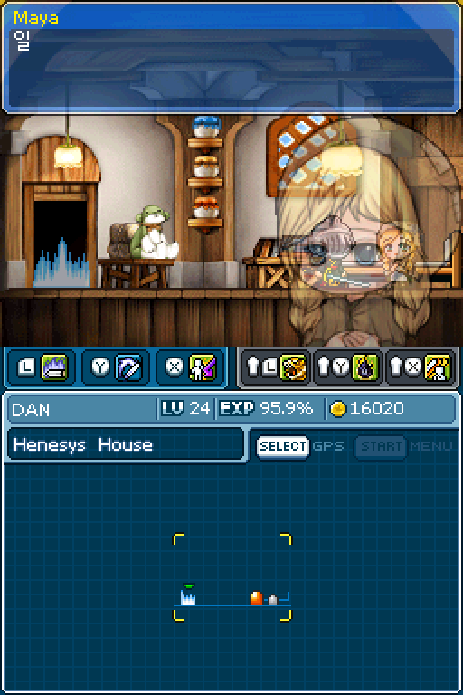 Maya
일
L
Y
X
L
Y
X
DAN
LV 24
EXP 95.9%
16020
Henesys House
SELECT GPS
START MENU